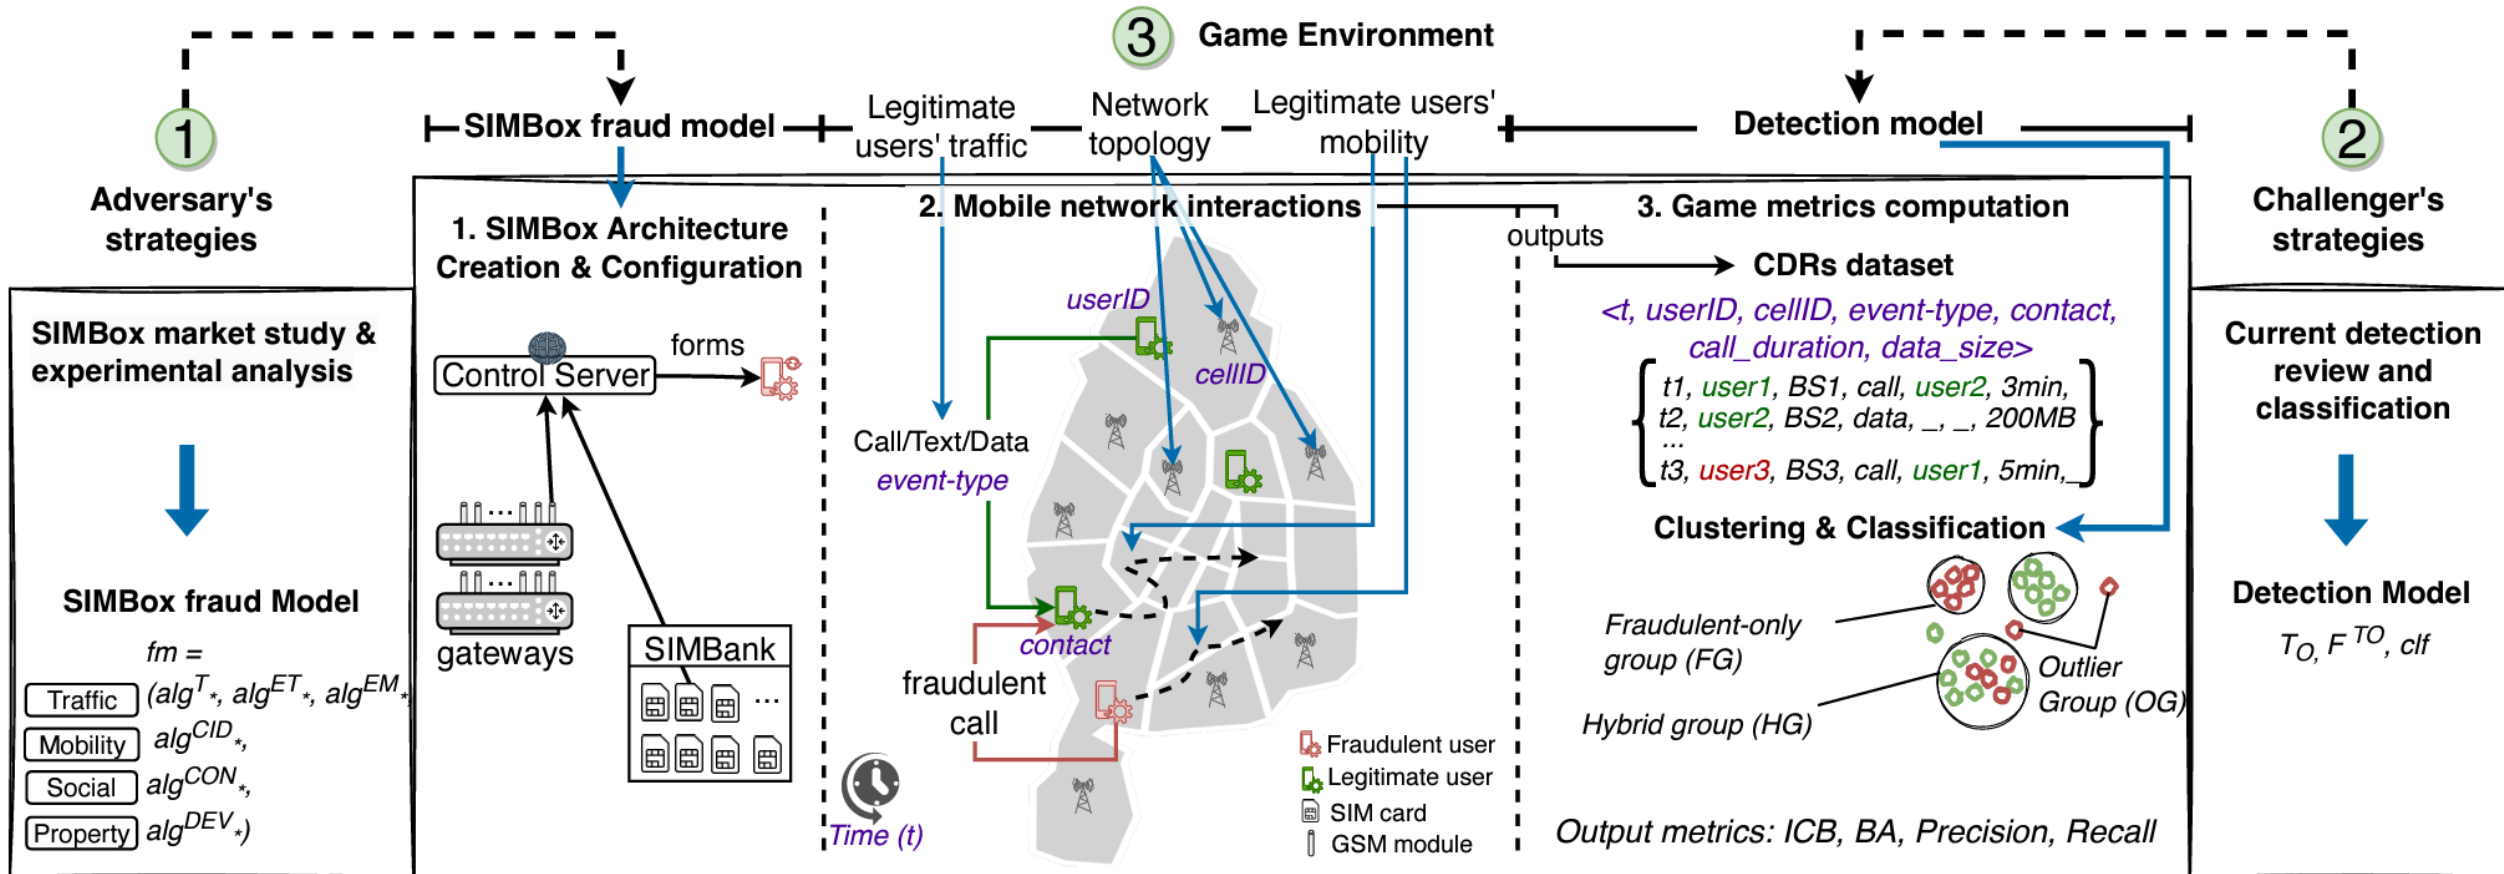 1
Adversary's
strategies
SIMBox market study &
experimental analysis
SIMBox fraud Model
fm =
Traffic (alg^T_*, alg^ET_*, alg^EM_*,
Mobility alg^CID_*,
Social alg^CON_*,
Property alg^DEV_*)
3 Game Environment
SIMBox fraud model
Legitimate
users' traffic
Network
topology
Legitimate users'
mobility
Detection model
1. SIMBox Architecture
Creation & Configuration
Control Server
forms
gateways
SIMBank
...
2. Mobile network interactions
userID
cellID
Call/Text/Data
event-type
contact
fraudulent
call
Time (t)
Fraudulent user
Legitimate user
SIM card
GSM module
outputs
3. Game metrics computation
CDRs dataset
<t, userID, cellID, event-type, contact,
call_duration, data_size>
t1, user1, BS1, call, user2, 3min,
t2, user2, BS2, data, _, _, 200MB
...
t3, user3, BS3, call, user1, 5min,_
Clustering & Classification
Fraudulent-only
group (FG)
Hybrid group (HG)
Outlier
Group (OG)
Output metrics: ICB, BA, Precision, Recall
2
Challenger's
strategies
Current detection
review and
classification
Detection Model
T_O, F^TO, clf